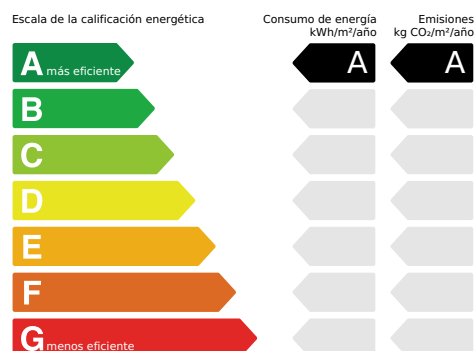 Escala de la calificación energética
Consumo de energía
kWh/m²/año
Emisiones
kg CO₂/m²/año
A más eficiente
A
A
B
C
D
E
F
G menos eficiente